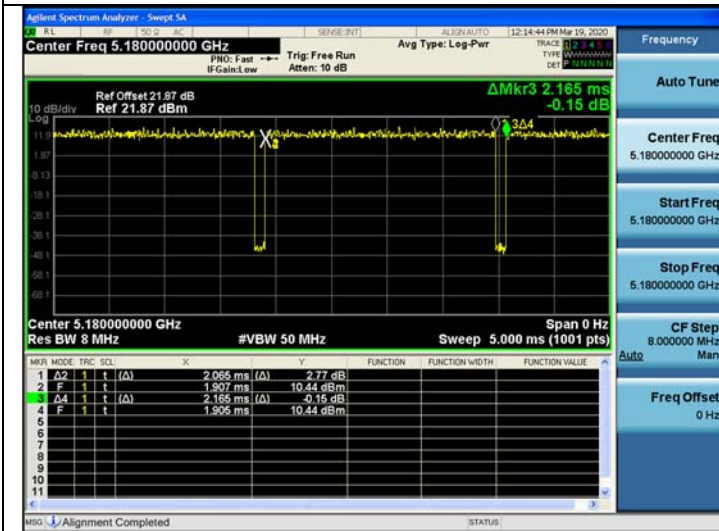 Agilent Spectrum Analyzer - Swept SA
RL RF 50 Ω AC SENSE:INT ALIGNAUTO 12:14:44 PM Mar 19, 2020
Center Freq 5.180000000 GHz
PNO: Fast
IFGain:Low
Trig: Free Run
Atten: 10 dB
Avg Type: Log-Pwr
TRACE 1 2 3 4 5 6
TYPE
DET P N N N N N
Ref Offset 21.87 dB
Ref 21.87 dBm
10 dB/div
Log
ΔMkr3 2.165 ms
-0.15 dB
11.9
1.87
-8.13
-18.1
-28.1
-38.1
-48.1
-58.1
-68.1
3Δ4
Center 5.180000000 GHz
Span 0 Hz
Res BW 8 MHz
#VBW 50 MHz
Sweep 5.000 ms (1001 pts)
MKR MODE TRC SCL X Y FUNCTION FUNCTION WIDTH FUNCTION VALUE
1 Δ2 1 t (Δ) 2.065 ms (Δ) 2.77 dB
2 F 1 t 1.907 ms 10.44 dBm
3 Δ4 1 t (Δ) 2.165 ms (Δ) -0.15 dB
4 F 1 t 1.905 ms 10.44 dBm
5
6
7
8
9
10
11
MSG Alignment Completed
STATUS
Frequency
Auto Tune
Center Freq
5.180000000 GHz
Start Freq
5.180000000 GHz
Stop Freq
5.180000000 GHz
CF Step
8.000000 MHz
Auto Man
Freq Offset
0 Hz